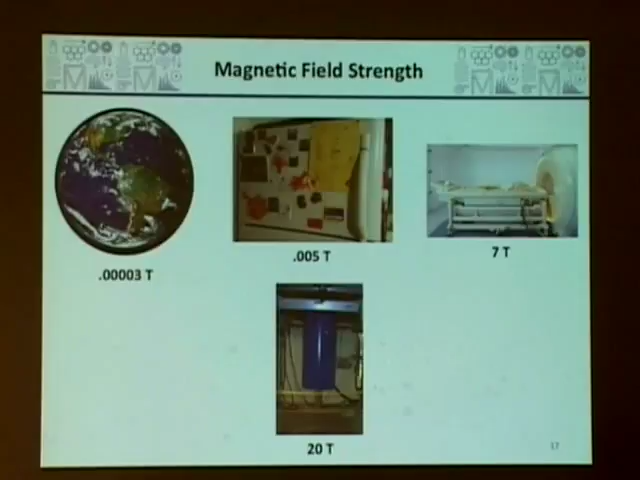 Magnetic Field Strength
.00003 T
.005 T
7 T
20 T
17